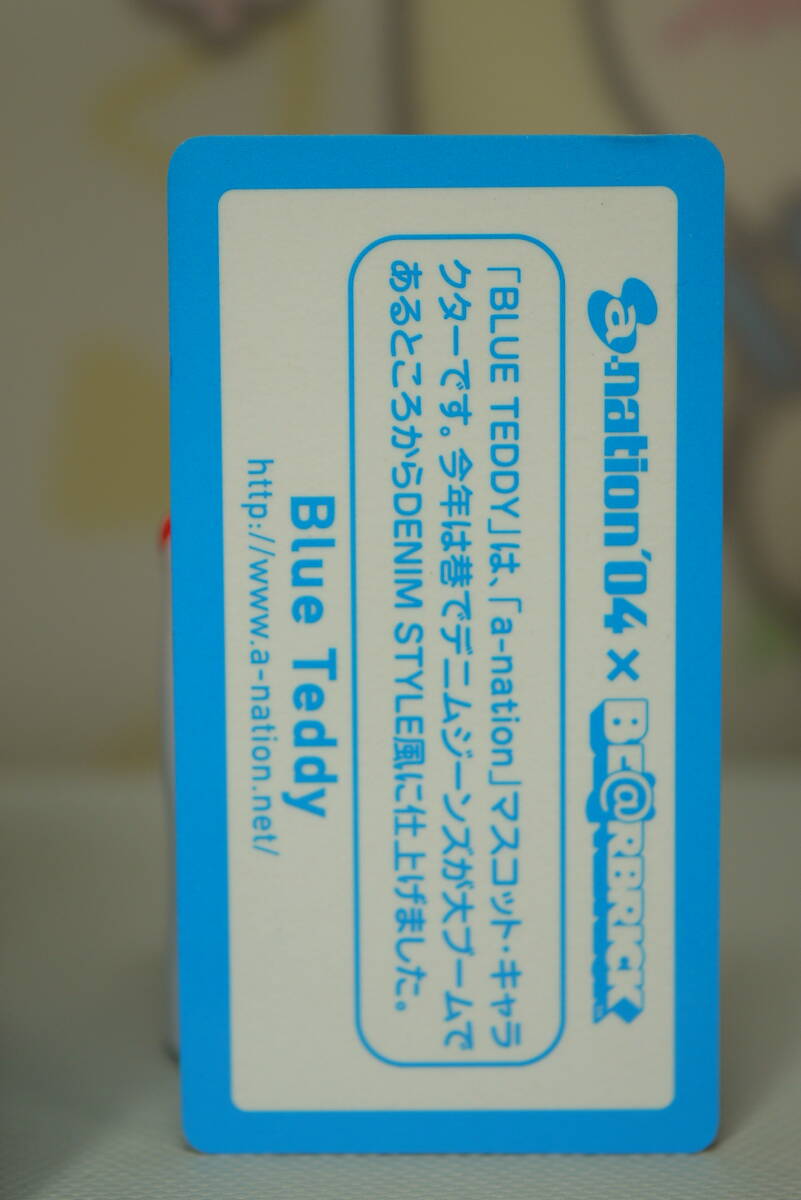 a-nation'04 × BE@RBRICK
「BLUE TEDDY」は、「a-nation」マスコット・キャラ
クターです。今年は巷でデニムジーンズが大ブームで
あるところからDENIM STYLE風に仕上げました。
Blue Teddy
http://www.a-nation.net/